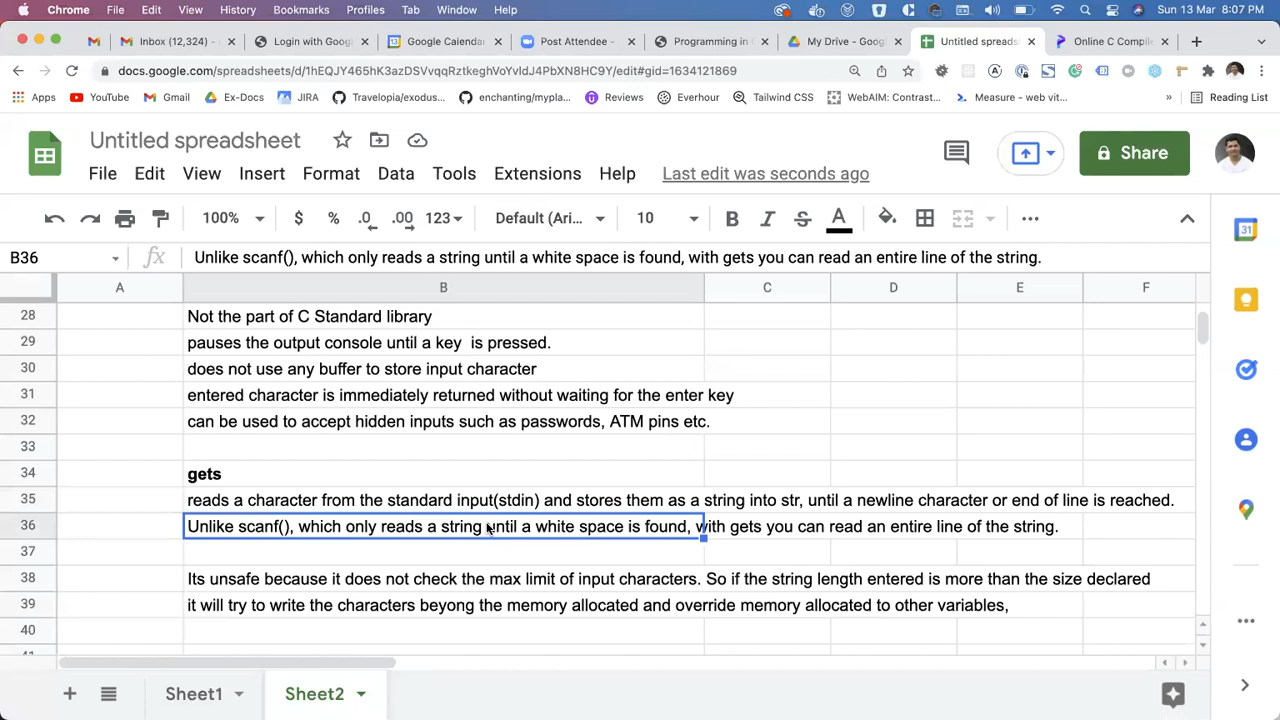 Chrome File Edit View History Bookmarks Profiles Tab Window Help Sun 13 Mar 8:07 PM
Inbox (12,324) - Login with Goog Google Calend Post Attendee - Programming in My Drive - Goog Untitled spreads Online C Compile
docs.google.com/spreadsheets/d/1hEQJY46EhK3azDSVvqqPztkeghVoYvIdJ4PbXN8HC9Y/edit#gid=1634121869
Apps YouTube Gmail Ex-Docs JIRA Travelopia/exodus... enchanting/mypla... Reviews Everhour Tailwind CSS WebAIM: Contrast... Measure - web vit... » Reading List
Untitled spreadsheet
Share
File Edit View Insert Format Data Tools Extensions Help Last edit was seconds ago
100% $ % .0 .00 123 Default (Ari... 10 B I S A
B36 fx Unlike scanf(), which only reads a string until a white space is found, with gets you can read an entire line of the string.
A B C D E F
28 Not the part of C Standard library
29 pauses the output console until a key is pressed.
30 does not use any buffer to store input character
31 entered character is immediately returned without waiting for the enter key
32 can be used to accept hidden inputs such as passwords, ATM pins etc.
33
34 gets
35 reads a character from the standard input(stdin) and stores them as a string into str, until a newline character or end of line is reached.
36 Unlike scanf(), which only reads a string until a white space is found, with gets you can read an entire line of the string.
37
38 Its unsafe because it does not check the max limit of input characters. So if the string length entered is more than the size declared
39 it will try to write the characters beyong the memory allocated and override memory allocated to other variables,
40
41
Sheet1 Sheet2